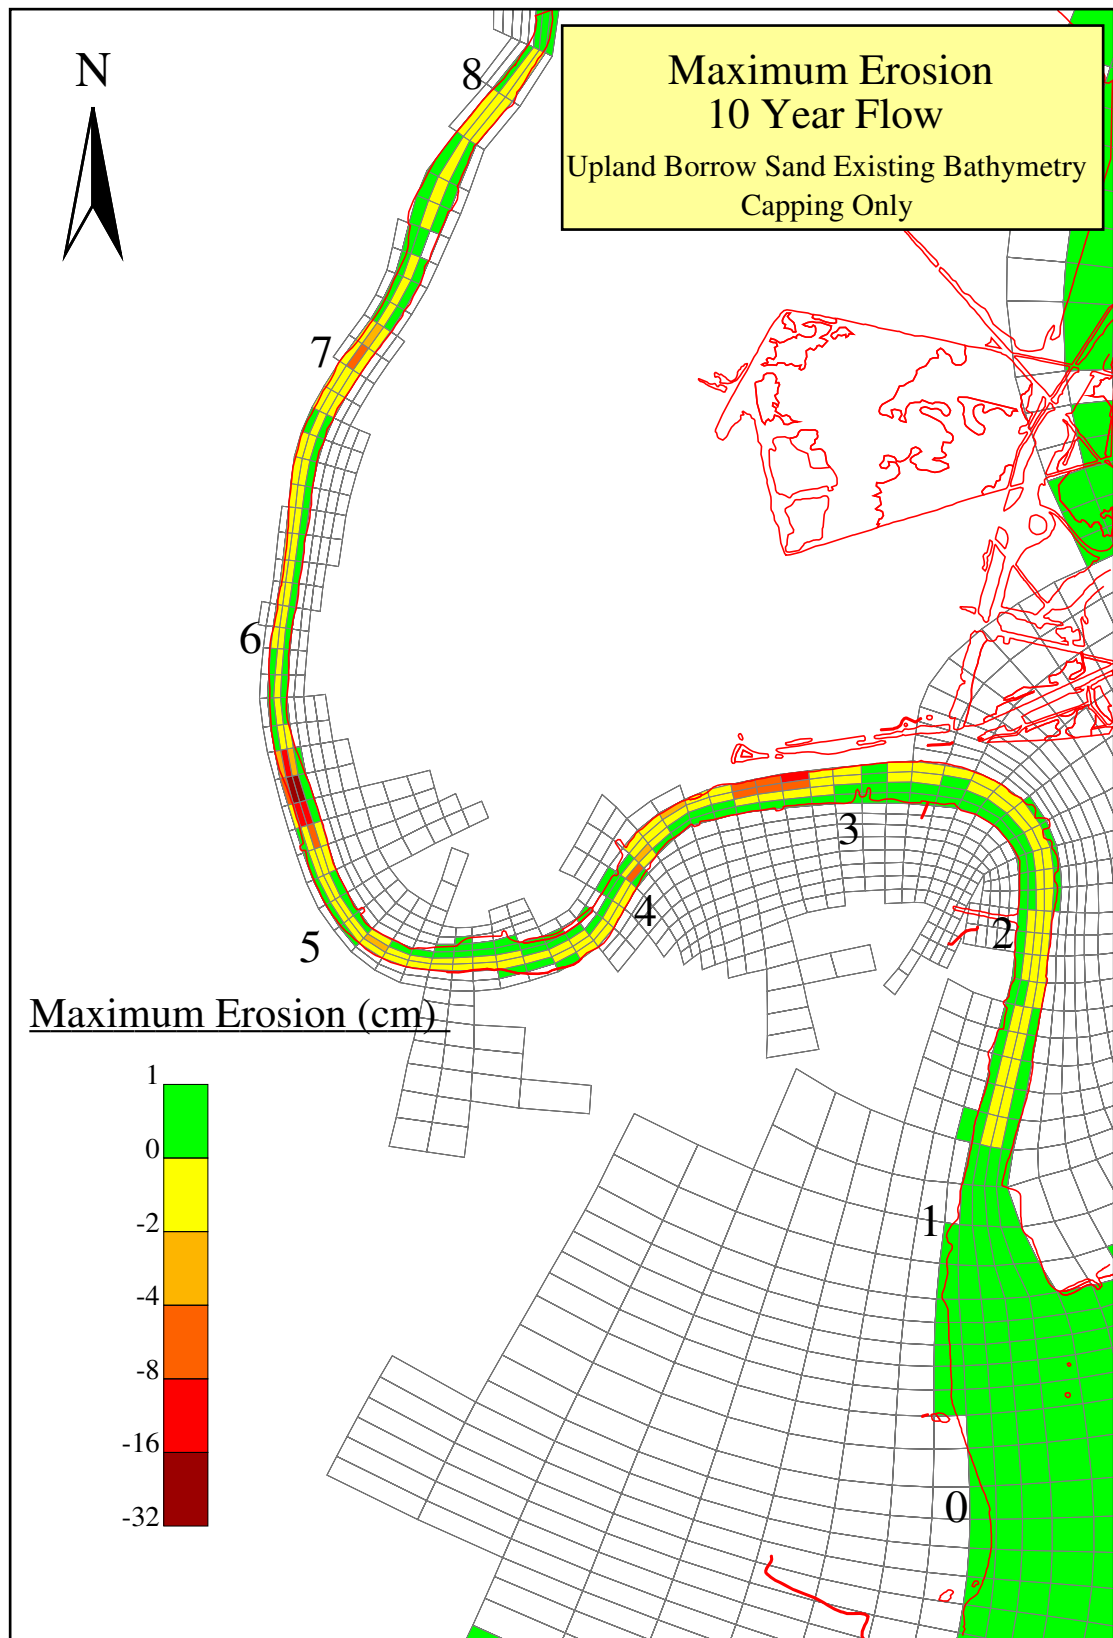 N
8
Maximum Erosion
10 Year Flow
Upland Borrow Sand Existing Bathymetry
Capping Only
7
6
3
4
2
5
Maximum Erosion (cm)
1
0
-2
-4
-8
-16
-32
1
0